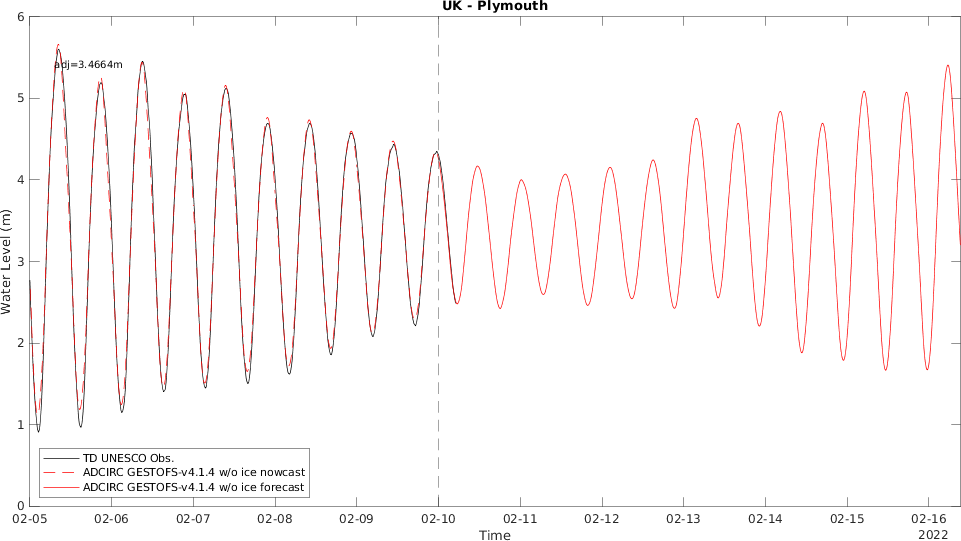 UK - Plymouth
6
adj=3.4664m
5
4
3
2
1
0
Water Level (m)
TD UNESCO Obs.
ADCIRC GESTOFS-v4.1.4 w/o ice nowcast
ADCIRC GESTOFS-v4.1.4 w/o ice forecast
02-05 02-06 02-07 02-08 02-09 02-10 02-11 02-12 02-13 02-14 02-15 02-16
Time
2022